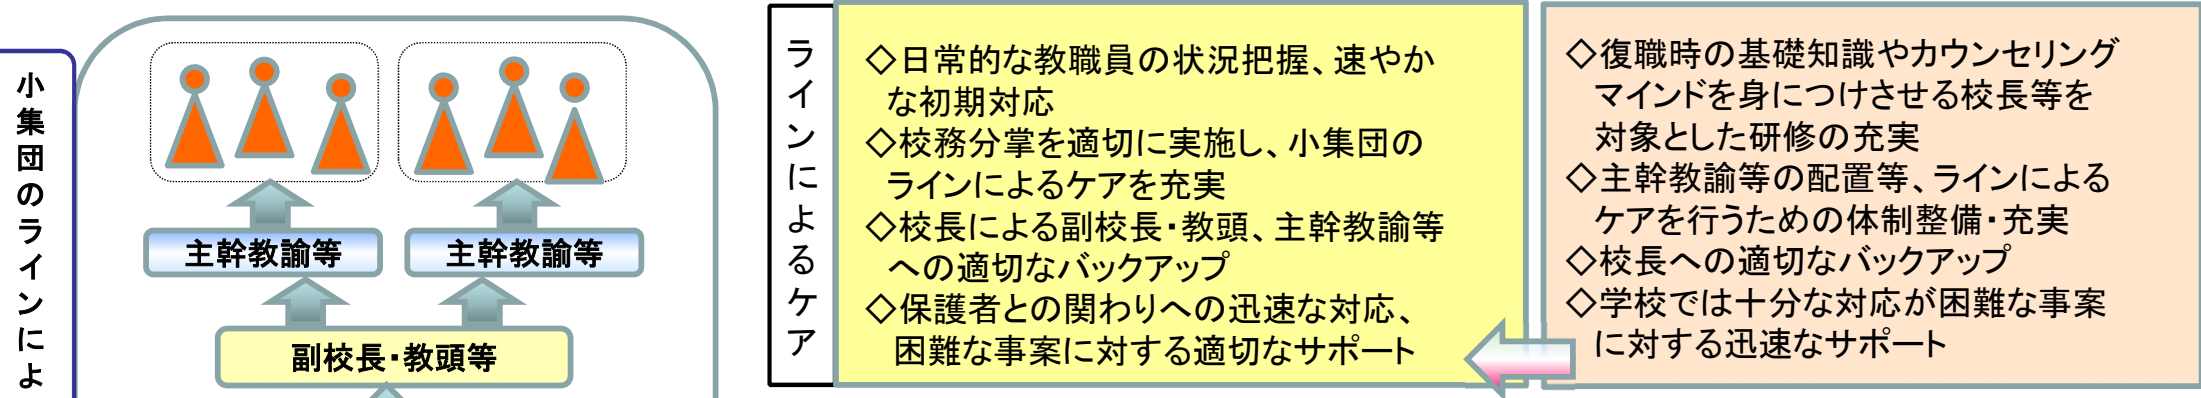 小集団のラインによ
主幹教諭等
主幹教諭等
副校長・教頭等
ラインによるケア
◇日常的な教職員の状況把握、速やか
な初期対応
◇校務分掌を適切に実施し、小集団の
ラインによるケアを充実
◇校長による副校長・教頭、主幹教諭等
への適切なバックアップ
◇保護者との関わりへの迅速な対応、
困難な事案に対する適切なサポート
◇復職時の基礎知識やカウンセリング
マインドを身につけさせる校長等を
対象とした研修の充実
◇主幹教諭等の配置等、ラインによる
ケアを行うための体制整備・充実
◇校長への適切なバックアップ
◇学校では十分な対応が困難な事案
に対する迅速なサポート